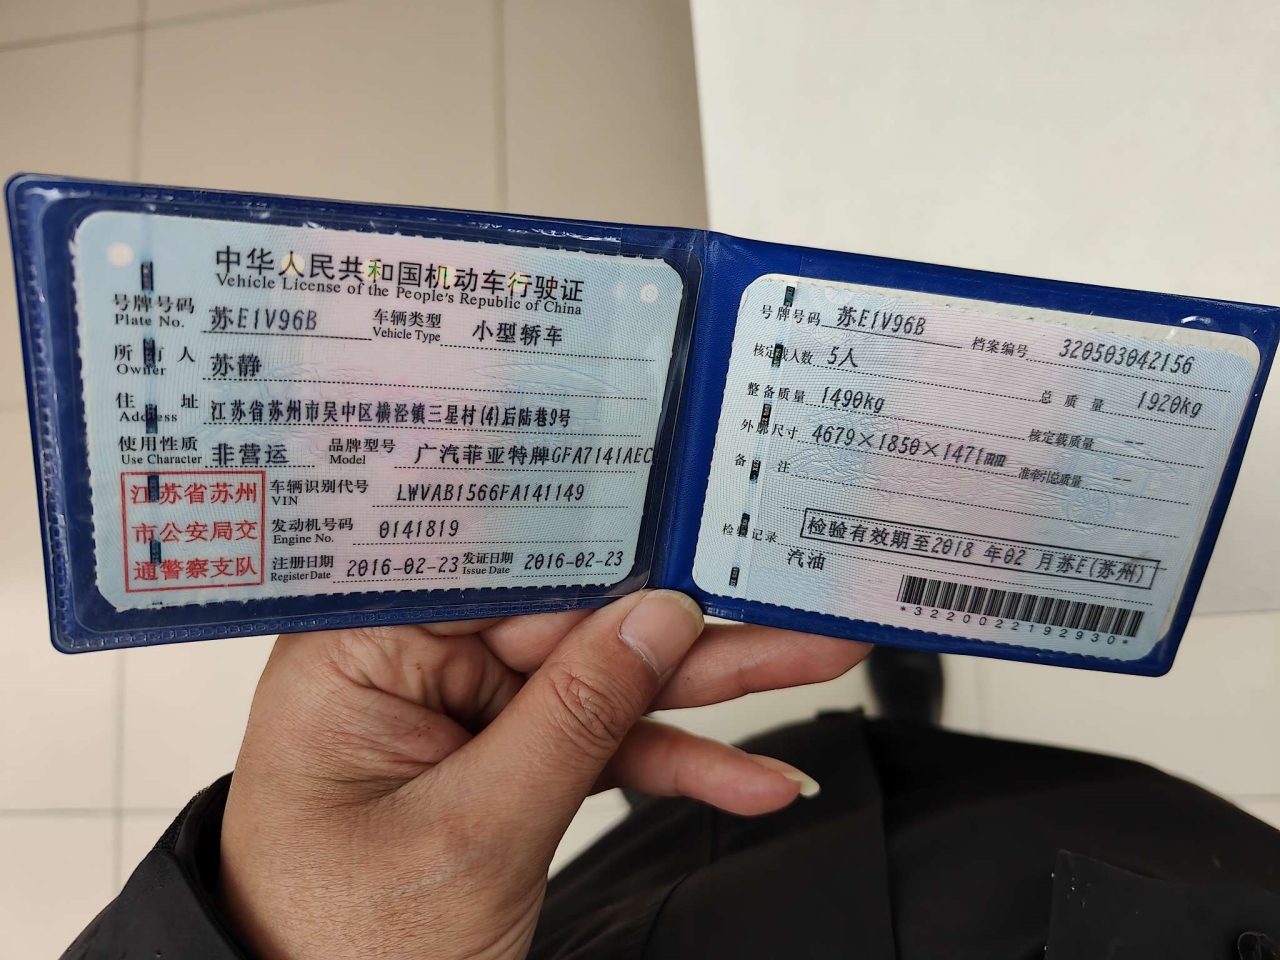 中华人民共和国机动车行驶证
Vehicle License of the People's Republic of China
号牌号码 苏E1V96B 车辆类型 小型轿车
Plate No. Vehicle Type
所有人 苏静
Owner
住址 江苏省苏州市吴中区横泾镇三星村(4)后陆巷9号
Address
使用性质 非营运 品牌型号 广汽菲亚特牌GFA7141AEC
Use Character Model
江苏省苏州
市公安局交
通警察支队
车辆识别代号 LWVAB1566FA141149
VIN
发动机号码 0141819
Engine No.
注册日期 2016-02-23 发证日期 2016-02-23
Register Date Issue Date
号牌号码 苏E1V96B 档案编号 320503042156
核定载人数 5人 总质量 1920kg
整备质量 1490kg 核定载质量 --
外廓尺寸 4679×1850×1471mm 准牵引总质量 --
备注
检验记录 检验有效期至2018 年02 月苏E(苏州)
汽油
*3220022192930*